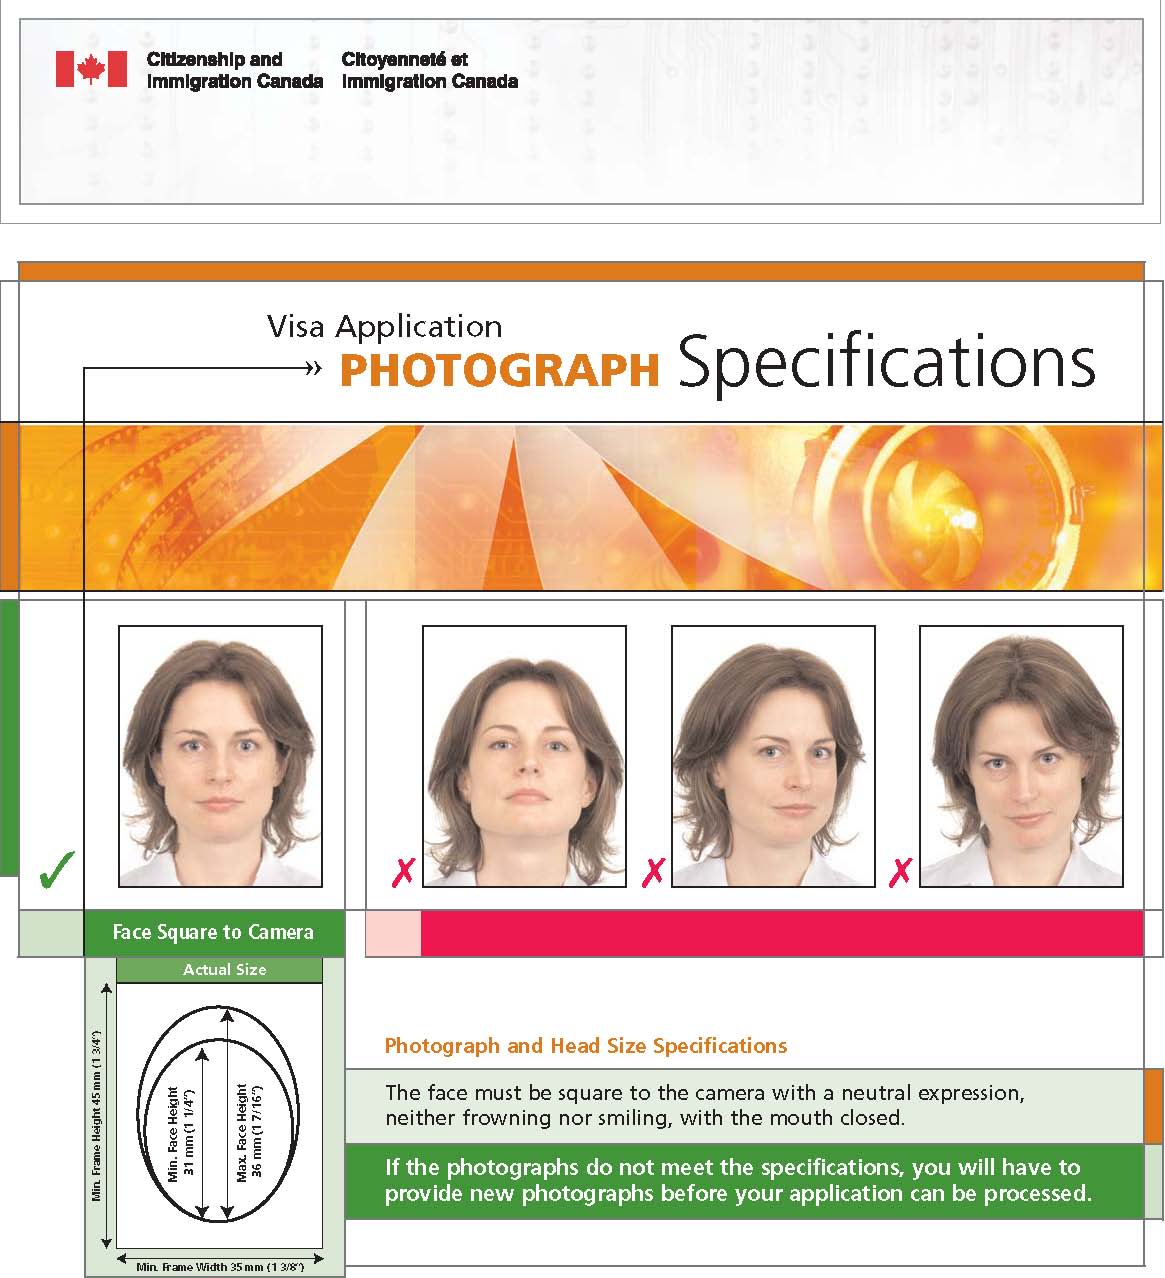 Citizenship and
Immigration Canada
Citoyenneté et
Immigration Canada
Visa Application
PHOTOGRAPH Specifications
Face Square to Camera
Actual Size
Min. Frame Height 45 mm (1 3/4")
Min. Face Height
31 mm (1 1/4")
Max. Face Height
36 mm (1 7/16")
Min. Frame Width 35 mm (1 3/8")
Photograph and Head Size Specifications
The face must be square to the camera with a neutral expression,
neither frowning nor smiling, with the mouth closed.
If the photographs do not meet the specifications, you will have to
provide new photographs before your application can be processed.